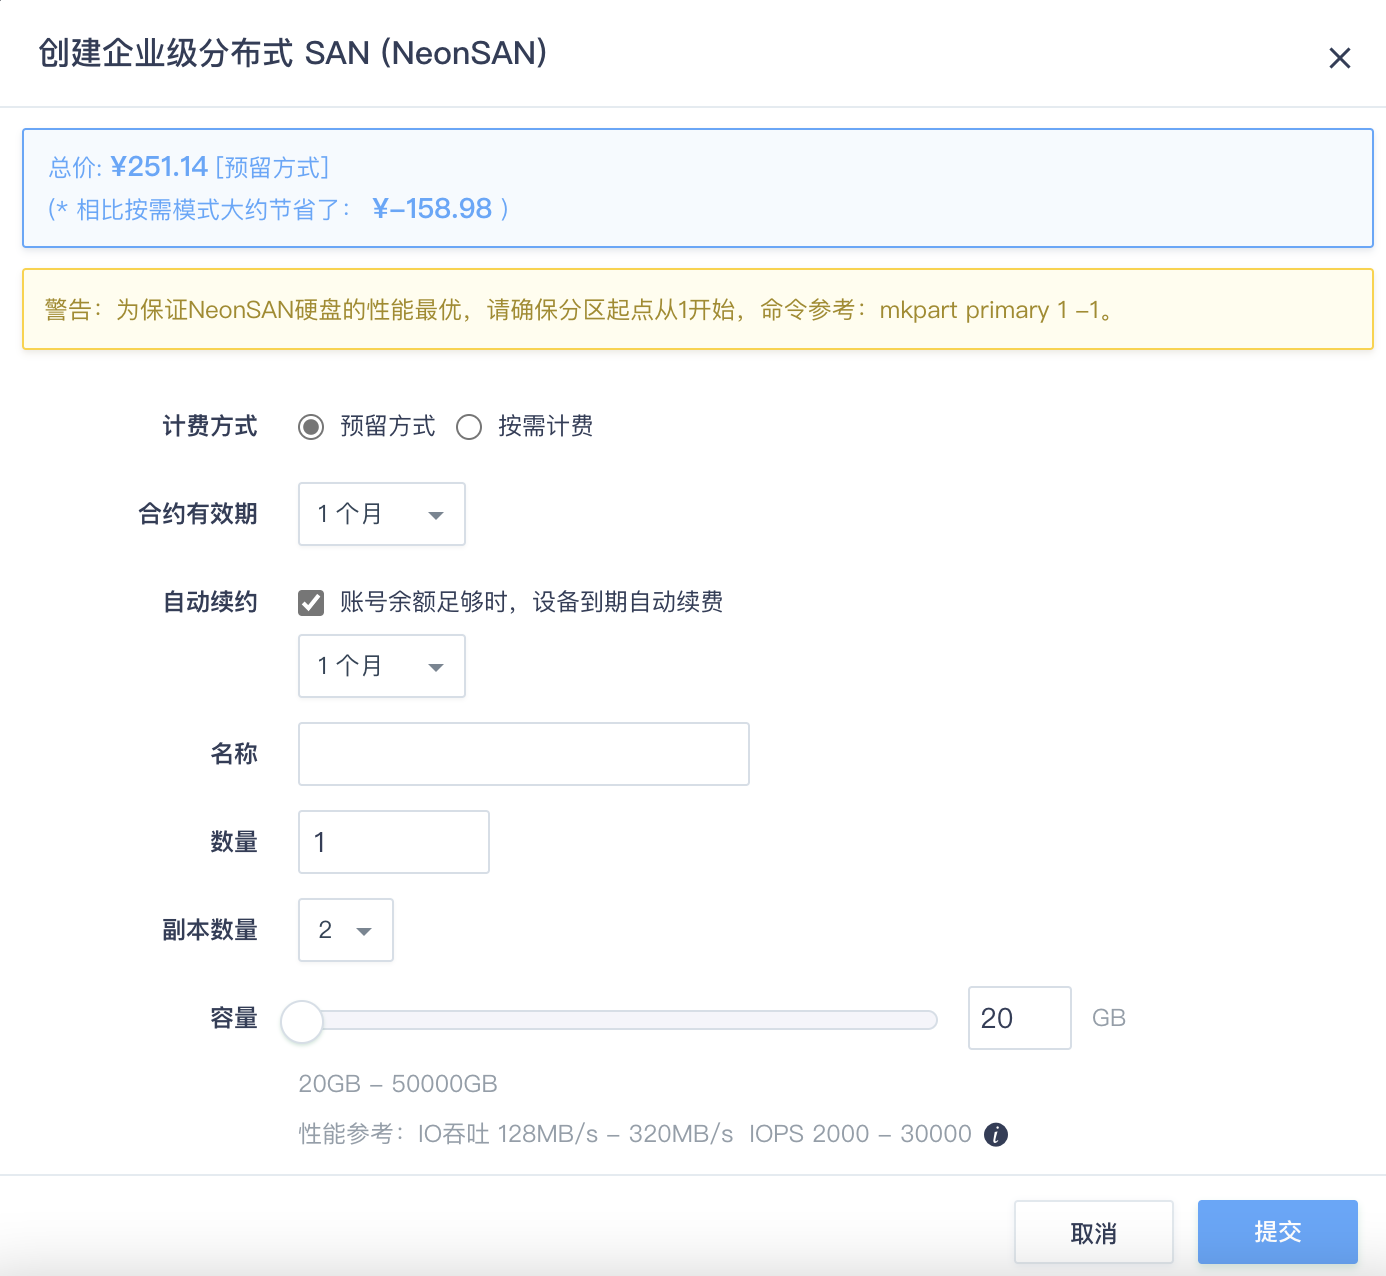 创建企业级分布式 SAN (NeonSAN)
总价: ¥251.14 [预留方式]
(* 相比按需模式大约节省了： ¥-158.98 )
警告：为保证NeonSAN硬盘的性能最优，请确保分区起点从1开始，命令参考：mkpart primary 1 -1。
计费方式 预留方式 按需计费
合约有效期 1 个月
自动续约 账号余额足够时，设备到期自动续费
1 个月
名称
数量 1
副本数量 2
容量 20 GB
20GB – 50000GB
性能参考：IO吞吐 128MB/s – 320MB/s IOPS 2000 – 30000 i
取消 提交